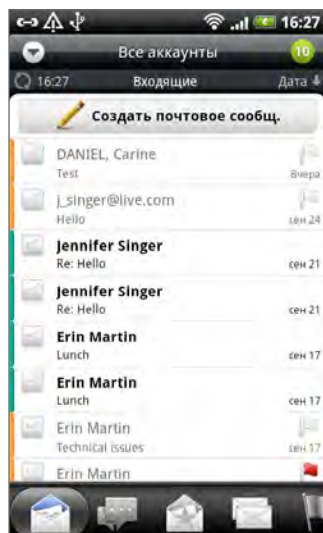 16:27
Все аккаунты
10
16:27 Входящие Дата
Создать почтовое сообщ.
DANIEL, Carine
Test Вчера
j_singer@live.com
Hello сен 24
Jennifer Singer
Re: Hello сен 21
Jennifer Singer
Re: Hello сен 21
Erin Martin
Lunch сен 17
Erin Martin
Lunch сен 17
Erin Martin
Technical issues сен 17
Erin Martin